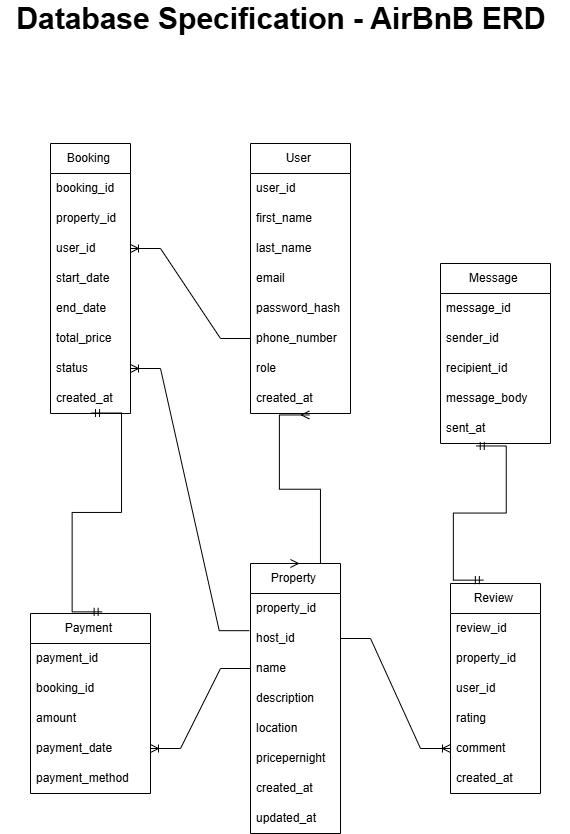 Database Specification - AirBnB ERD
Booking
booking_id
property_id
user_id
start_date
end_date
total_price
status
created_at
User
user_id
first_name
last_name
email
password_hash
phone_number
role
created_at
Message
message_id
sender_id
recipient_id
message_body
sent_at
Payment
payment_id
booking_id
amount
payment_date
payment_method
Property
property_id
host_id
name
description
location
pricepernight
created_at
updated_at
Review
review_id
property_id
user_id
rating
comment
created_at